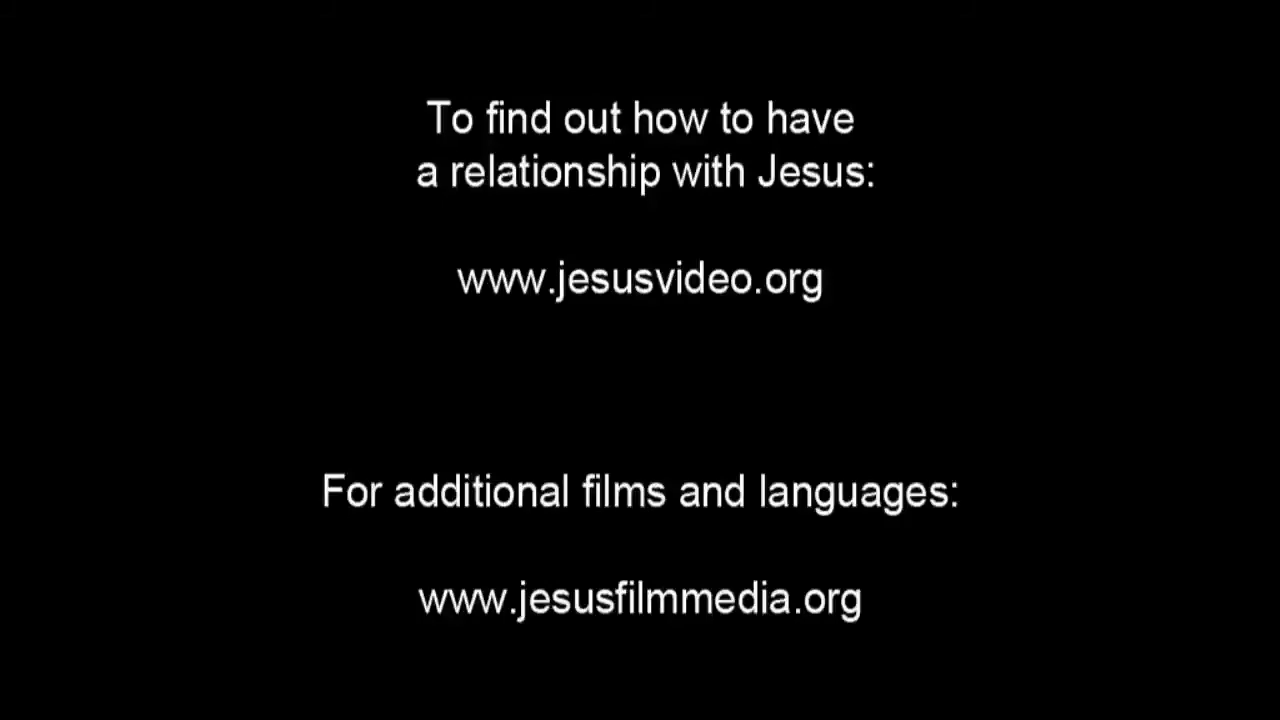 To find out how to have
a relationship with Jesus:
www.jesusvideo.org
For additional films and languages:
www.jesusfilmmedia.org